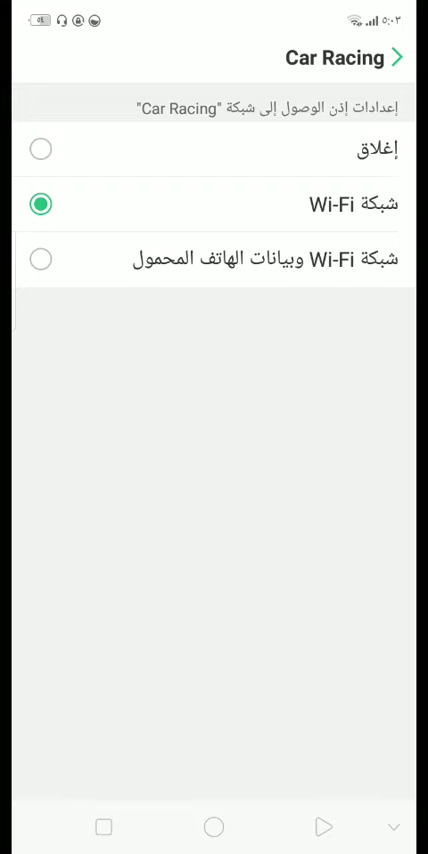 ٥:٠٣
Car Racing
إعدادات إذن الوصول إلى شبكة "Car Racing"
إغلاق
شبكة Wi-Fi
شبكة Wi-Fi وبيانات الهاتف المحمول